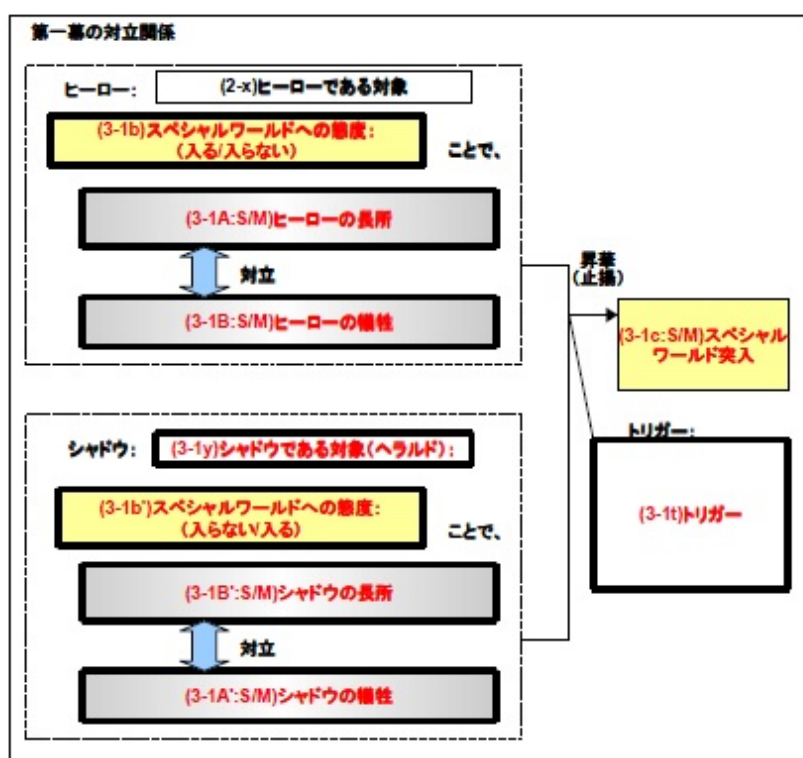 第一幕の対立関係
ヒーロー：
(2-x)ヒーローである対象
(3-1b)スペシャルワールドへの態度：
（入る/入らない）
ことで、
(3-1A:S/M)ヒーローの長所
対立
(3-1B:S/M)ヒーローの犠牲
昇華
（止揚）
(3-1c:S/M)スペシャル
ワールド突入
トリガー：
(3-1t)トリガー
シャドウ：
(3-1y)シャドウである対象（ヘラルド）：
(3-1b')スペシャルワールドへの態度：
（入らない/入る）
ことで、
(3-1B':S/M)シャドウの長所
対立
(3-1A':S/M)シャドウの犠牲